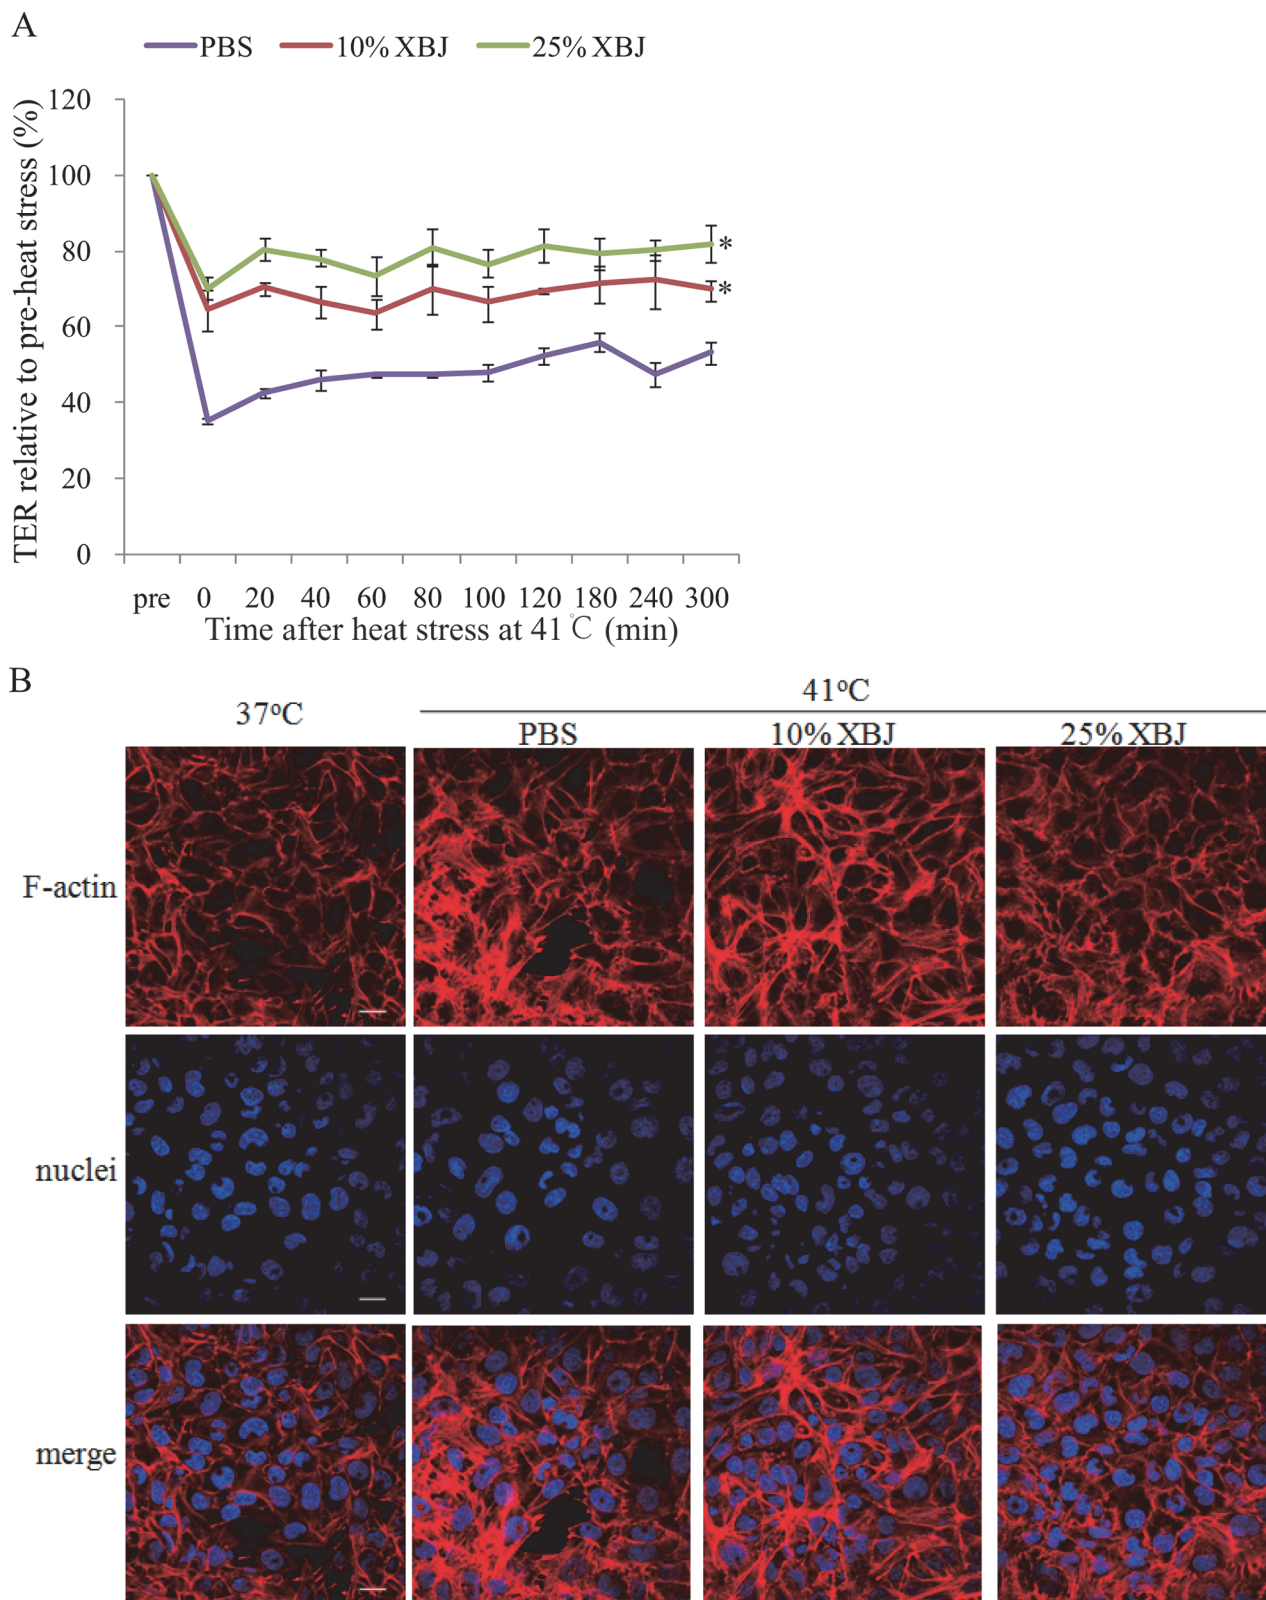 A
PBS 10% XBJ 25% XBJ
TER relative to pre-heat stress (%)
120
100
80
60
40
20
0
pre 0 20 40 60 80 100 120 180 240 300
*
*
Time after heat stress at 41℃ (min)
B
41ºC
37ºC
PBS 10% XBJ 25% XBJ
F-actin
nuclei
merge